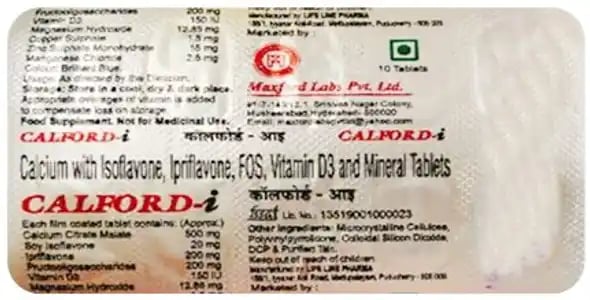 Fructooligosaccharides 200 mg
Vitamin D3 150 IU
Magnesium Hydroxide 12.85 mg
Copper Sulphate 1.5 mg
Zinc Sulphate Monohydrate 15 mg
Manganese Chloride 2.5 mg
Colour: Brilliant Blue.
Usage: As directed by the Dietician.
Storage: Store in a cool, dry & dark place.
Appropriate overages of vitamin is added
to compensate loss on storage.
Food Supplement. Not for Medicinal Use.
Manufactured by LIFE LINE PHARMA
Marketed by :
10 Tablets
Maxford Labs Pvt. Ltd.
Srinivasa Nagar Colony,
Musheerabad, Hyderabad-
CALFORD-i कालफोर्ड - आइ CALFORD-i
Calcium with Isoflavone, Ipriflavone, FOS, Vitamin D3 and Mineral Tablets
CALFORD-i कॉलफोर्ड - आइ
fssai Lic. No.: 13519001000023
Each film coated tablet contains: (Approx.)
Calcium Citrate Malate 500 mg
Soy Isoflavone 20 mg
Ipriflavone 200 mg
200 mg
Vitamin D3 150 IU
Magnesium Hydroxide 12.85 mg
Other Ingredients: Microcrystalline Cellulose,
Polyvinylpyrrolidone, Colloidal Silicon Dioxide,
DCP & Purified Talc.
Keep out of reach of children
Manufactured by LIFE LINE PHARMA
Marketed by :